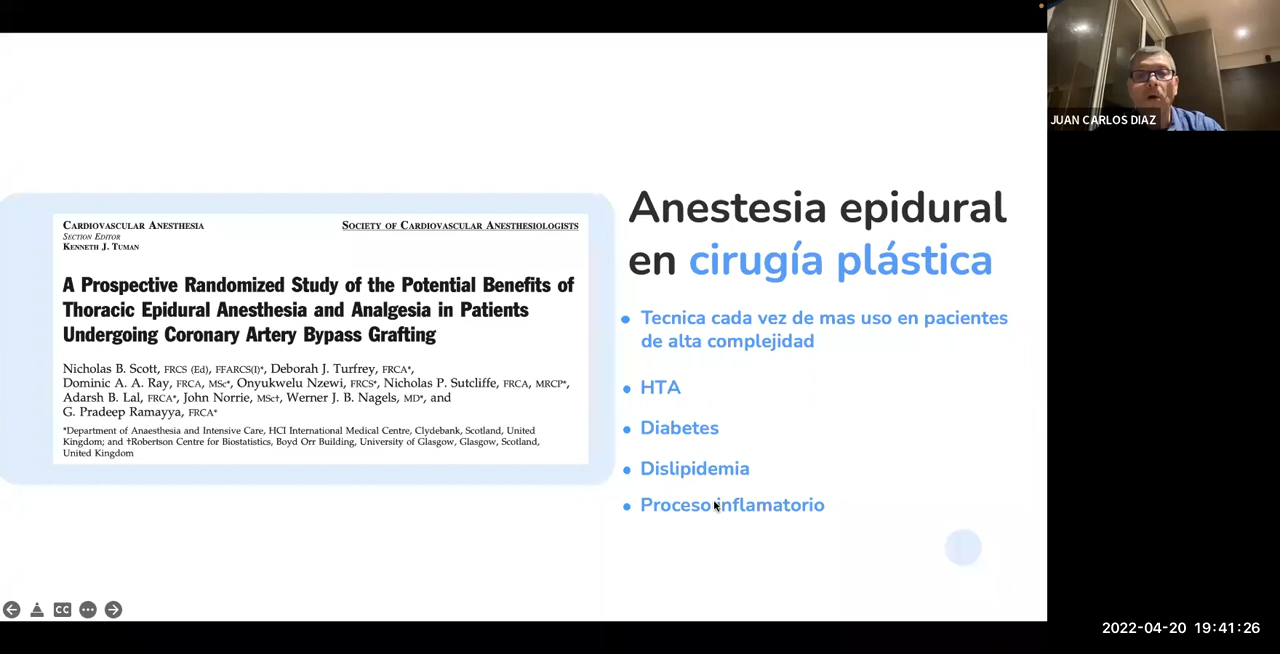 JUAN CARLOS DIAZ
CARDIOVASCULAR ANESTHESIA
SECTION EDITOR
KENNETH J. TUMAN
SOCIETY OF CARDIOVASCULAR ANESTHESIOLOGISTS
A Prospective Randomized Study of the Potential Benefits of
Thoracic Epidural Anesthesia and Analgesia in Patients
Undergoing Coronary Artery Bypass Grafting
Nicholas B. Scott, FRCS (Ed), FFARCS(I)*, Deborah J. Turfrey, FRCA*,
Dominic A. A. Ray, FRCA, MSc*, Onyukwelu Nzewi, FRCS*, Nicholas P. Sutcliffe, FRCA, MRCP*,
Adarsh B. Lal, FRCA*, John Norrie, MSc†, Werner J. B. Nagels, MD*, and
G. Pradeep Ramayya, FRCA*
*Department of Anaesthesia and Intensive Care, HCI International Medical Centre, Clydebank, Scotland, United
Kingdom; and †Robertson Centre for Biostatistics, Boyd Orr Building, University of Glasgow, Glasgow, Scotland,
United Kingdom
Anestesia epidural
en cirugía plástica
• Tecnica cada vez de mas uso en pacientes
de alta complejidad
• HTA
• Diabetes
• Dislipidemia
• Proceso inflamatorio
CC
2022-04-20 19:41:26